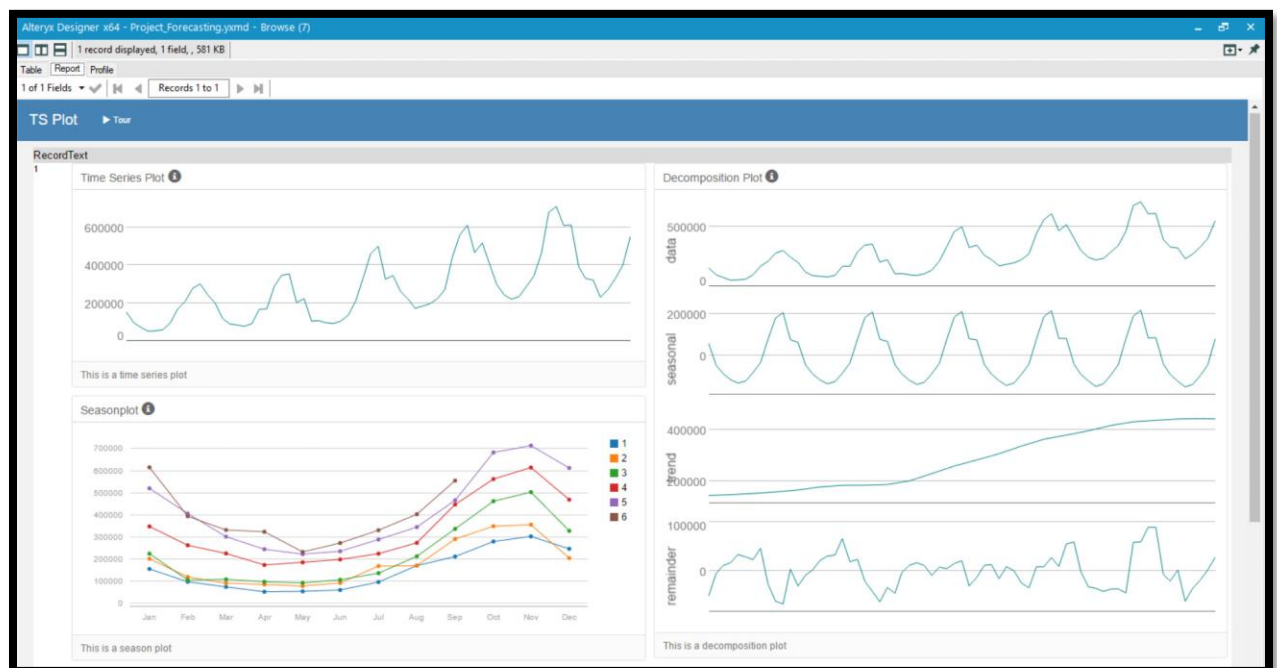 Alteryx Designer x64 - Project_Forecasting.yxmd - Browse (7)
1 record displayed, 1 field, , 581 KB
Table Report Profile
1 of 1 Fields Records 1 to 1
TS Plot Tour
RecordText
1
Time Series Plot
600000
400000
200000
0
This is a time series plot
Seasonplot
700000
600000
500000
400000
300000
200000
100000
0
Jan Feb Mar Apr May Jun Jul Aug Sep Oct Nov Dec
1
2
3
4
5
6
This is a season plot
Decomposition Plot
500000
0
data
200000
0
seasonal
400000
200000
trend
100000
0
remainder
This is a decomposition plot